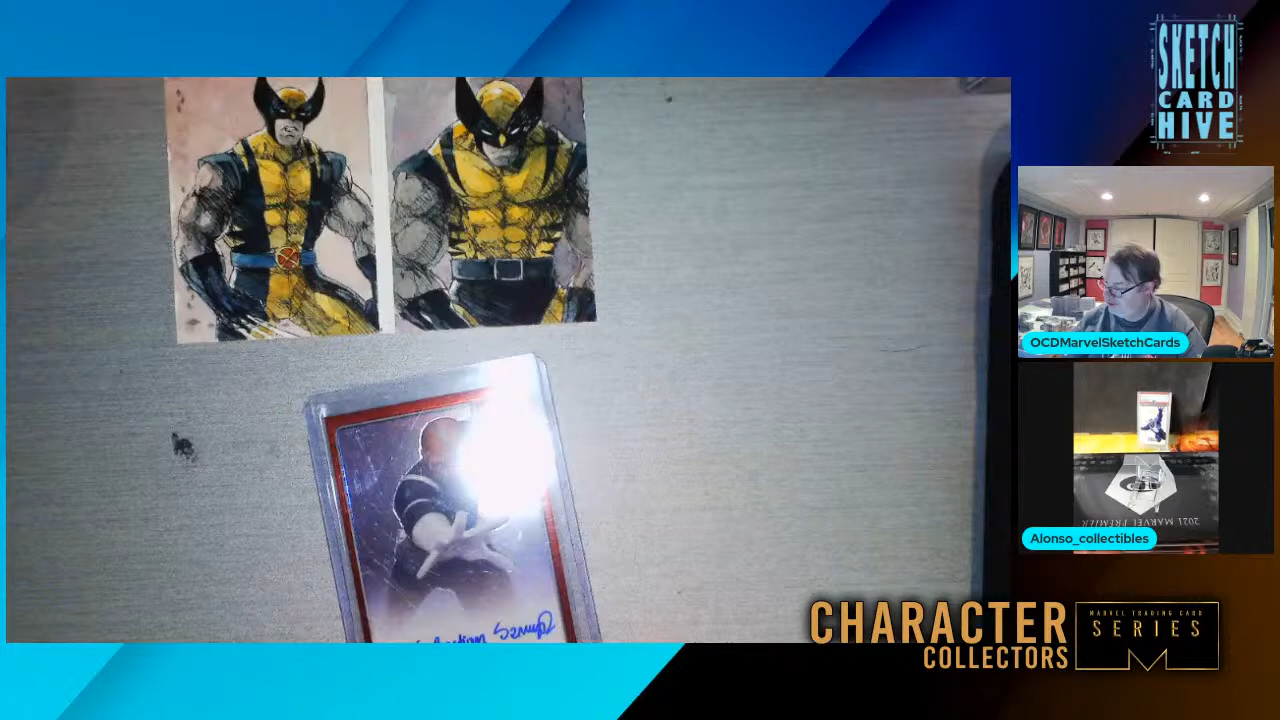 SKETCH
CARD
HIVE
OCDMarvelSketchCards
2021 MARVEL PREMIER
Alonso_collectibles
CHARACTER
COLLECTORS
MARVEL TRADING CARD
SERIES
M